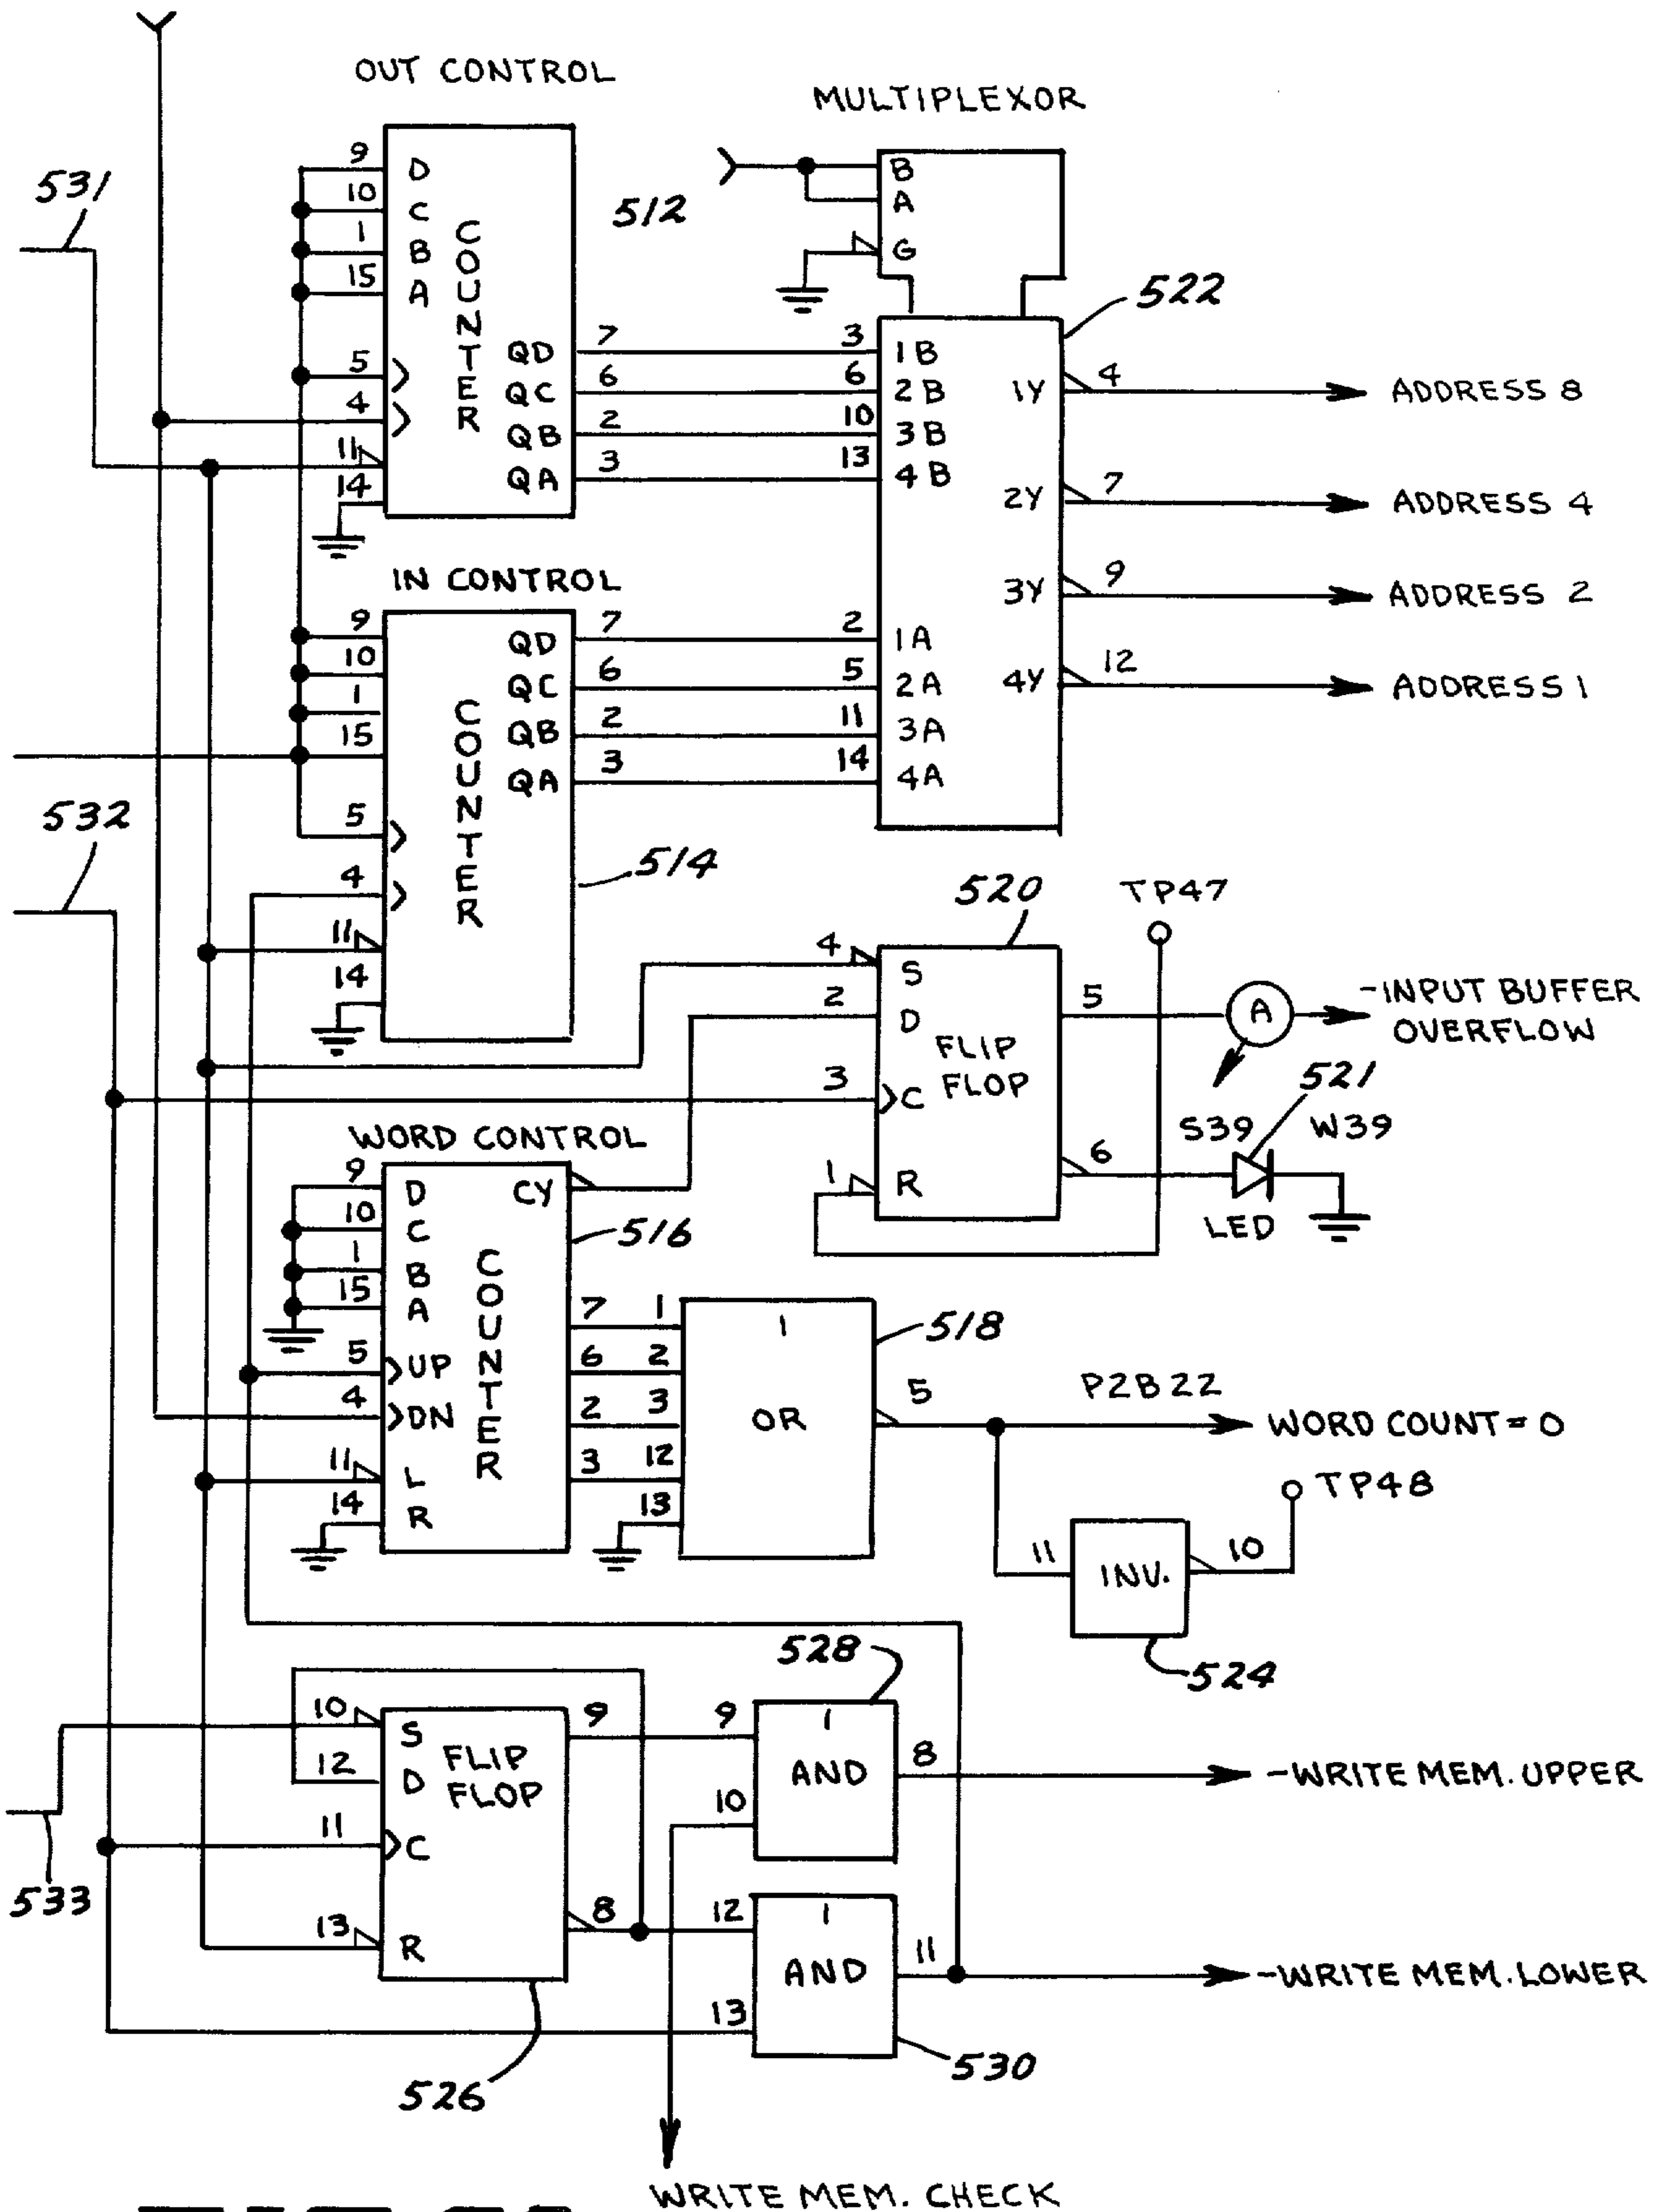 OUT CONTROL
MULTIPLEXOR
531
9 D
10 C
1 B
15 A
5
4
11
14
COUNTER
QD 7
QC 6
QB 2
QA 3
512
B
A
G
522
3 1B
6 2B
10 3B
13 4B
1Y 4 ADDRESS 8
2Y 7 ADDRESS 4
3Y 9 ADDRESS 2
4Y 12 ADDRESS 1
IN CONTROL
9
10
1
15
5
4
11
14
COUNTER
QD 7
QC 6
QB 2
QA 3
2 1A
5 2A
11 3A
14 4A
532
514
520
TP47
4 S
2 D
3 C
1 R
FLIP
FLOP
5
A
-INPUT BUFFER
OVERFLOW
521
S39 W39
6
LED
WORD CONTROL
9 D
10 C
1 B
15 A
5 UP
4 DN
11 L
14 R
CY
COUNTER
516
7 1
6 2
2 3
3 12
13
1
OR
518
5
P2B22
WORD COUNT=0
TP48
11 INV. 10
524
528
10 S
12 D
11 C
13 R
FLIP
FLOP
9
8
9
10
1
AND
8
-WRITE MEM. UPPER
533
12
13
1
AND
11
-WRITE MEM. LOWER
530
526
WRITE MEM. CHECK